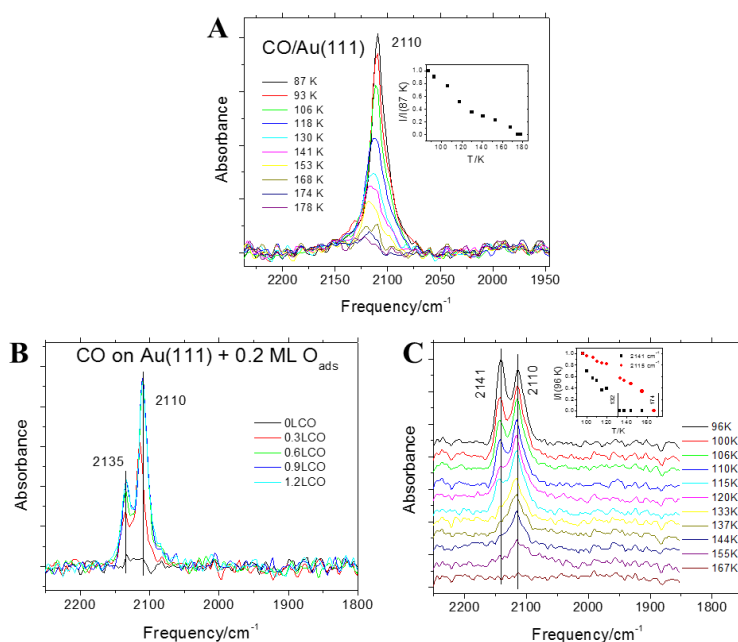 A
CO/Au(111)
2110
87 K
93 K
106 K
118 K
130 K
141 K
153 K
168 K
174 K
178 K
1.0
0.8
0.6
0.4
0.2
0.0
I/I(87 K)
100 120 140 160 180
T/K
Absorbance
2200 2150 2100 2050 2000 1950
Frequency/cm-1
B
CO on Au(111) + 0.2 ML Oads
2110
2135
0LCO
0.3LCO
0.6LCO
0.9LCO
1.2LCO
Absorbance
2200 2100 2000 1900 1800
Frequency/cm-1
C
2141
2110
1.0
0.8
0.6
0.4
0.2
0.0
I/I(96 K)
2141 cm-1
2115 cm-1
132
174
100 120 140 160
T/K
96K
100K
106K
110K
115K
120K
133K
137K
144K
155K
167K
Absorbance
2200 2100 2000 1900 1800
Frequency/cm-1